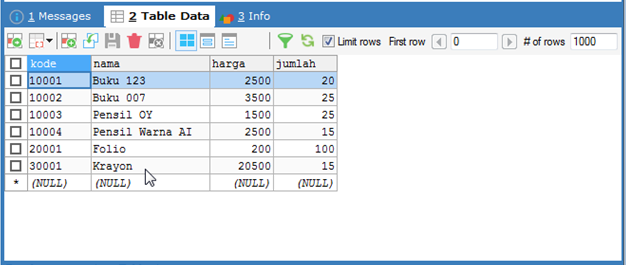 1 Messages 2 Table Data 3 Info
Limit rows First row 0 # of rows 1000
kode nama harga jumlah
10001 Buku 123 2500 20
10002 Buku 007 3500 25
10003 Pensil OY 1500 25
10004 Pensil Warna AI 2500 15
20001 Folio 200 100
30001 Krayon 20500 15
* (NULL) (NULL) (NULL) (NULL)